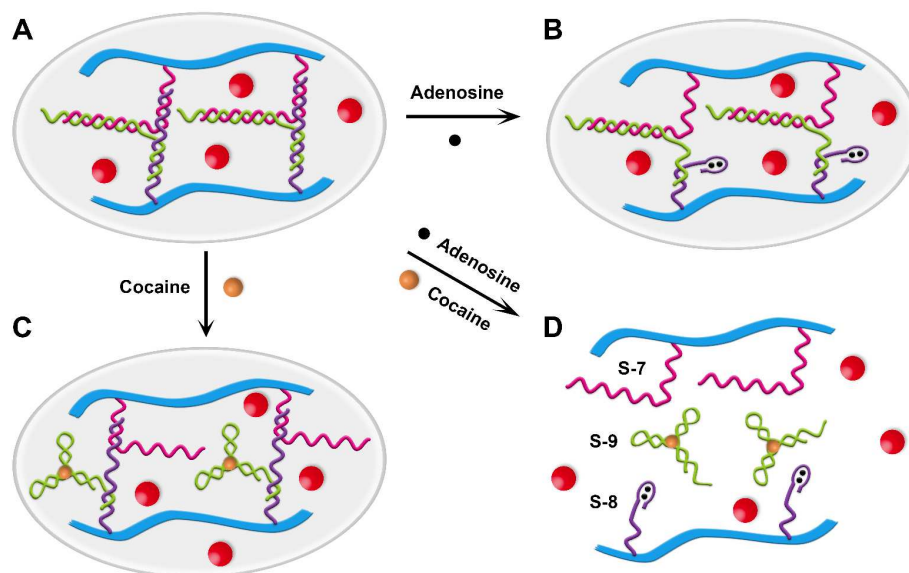 A
B
Adenosine
Adenosine
Cocaine
Cocaine
C
D
S-7
S-9
S-8